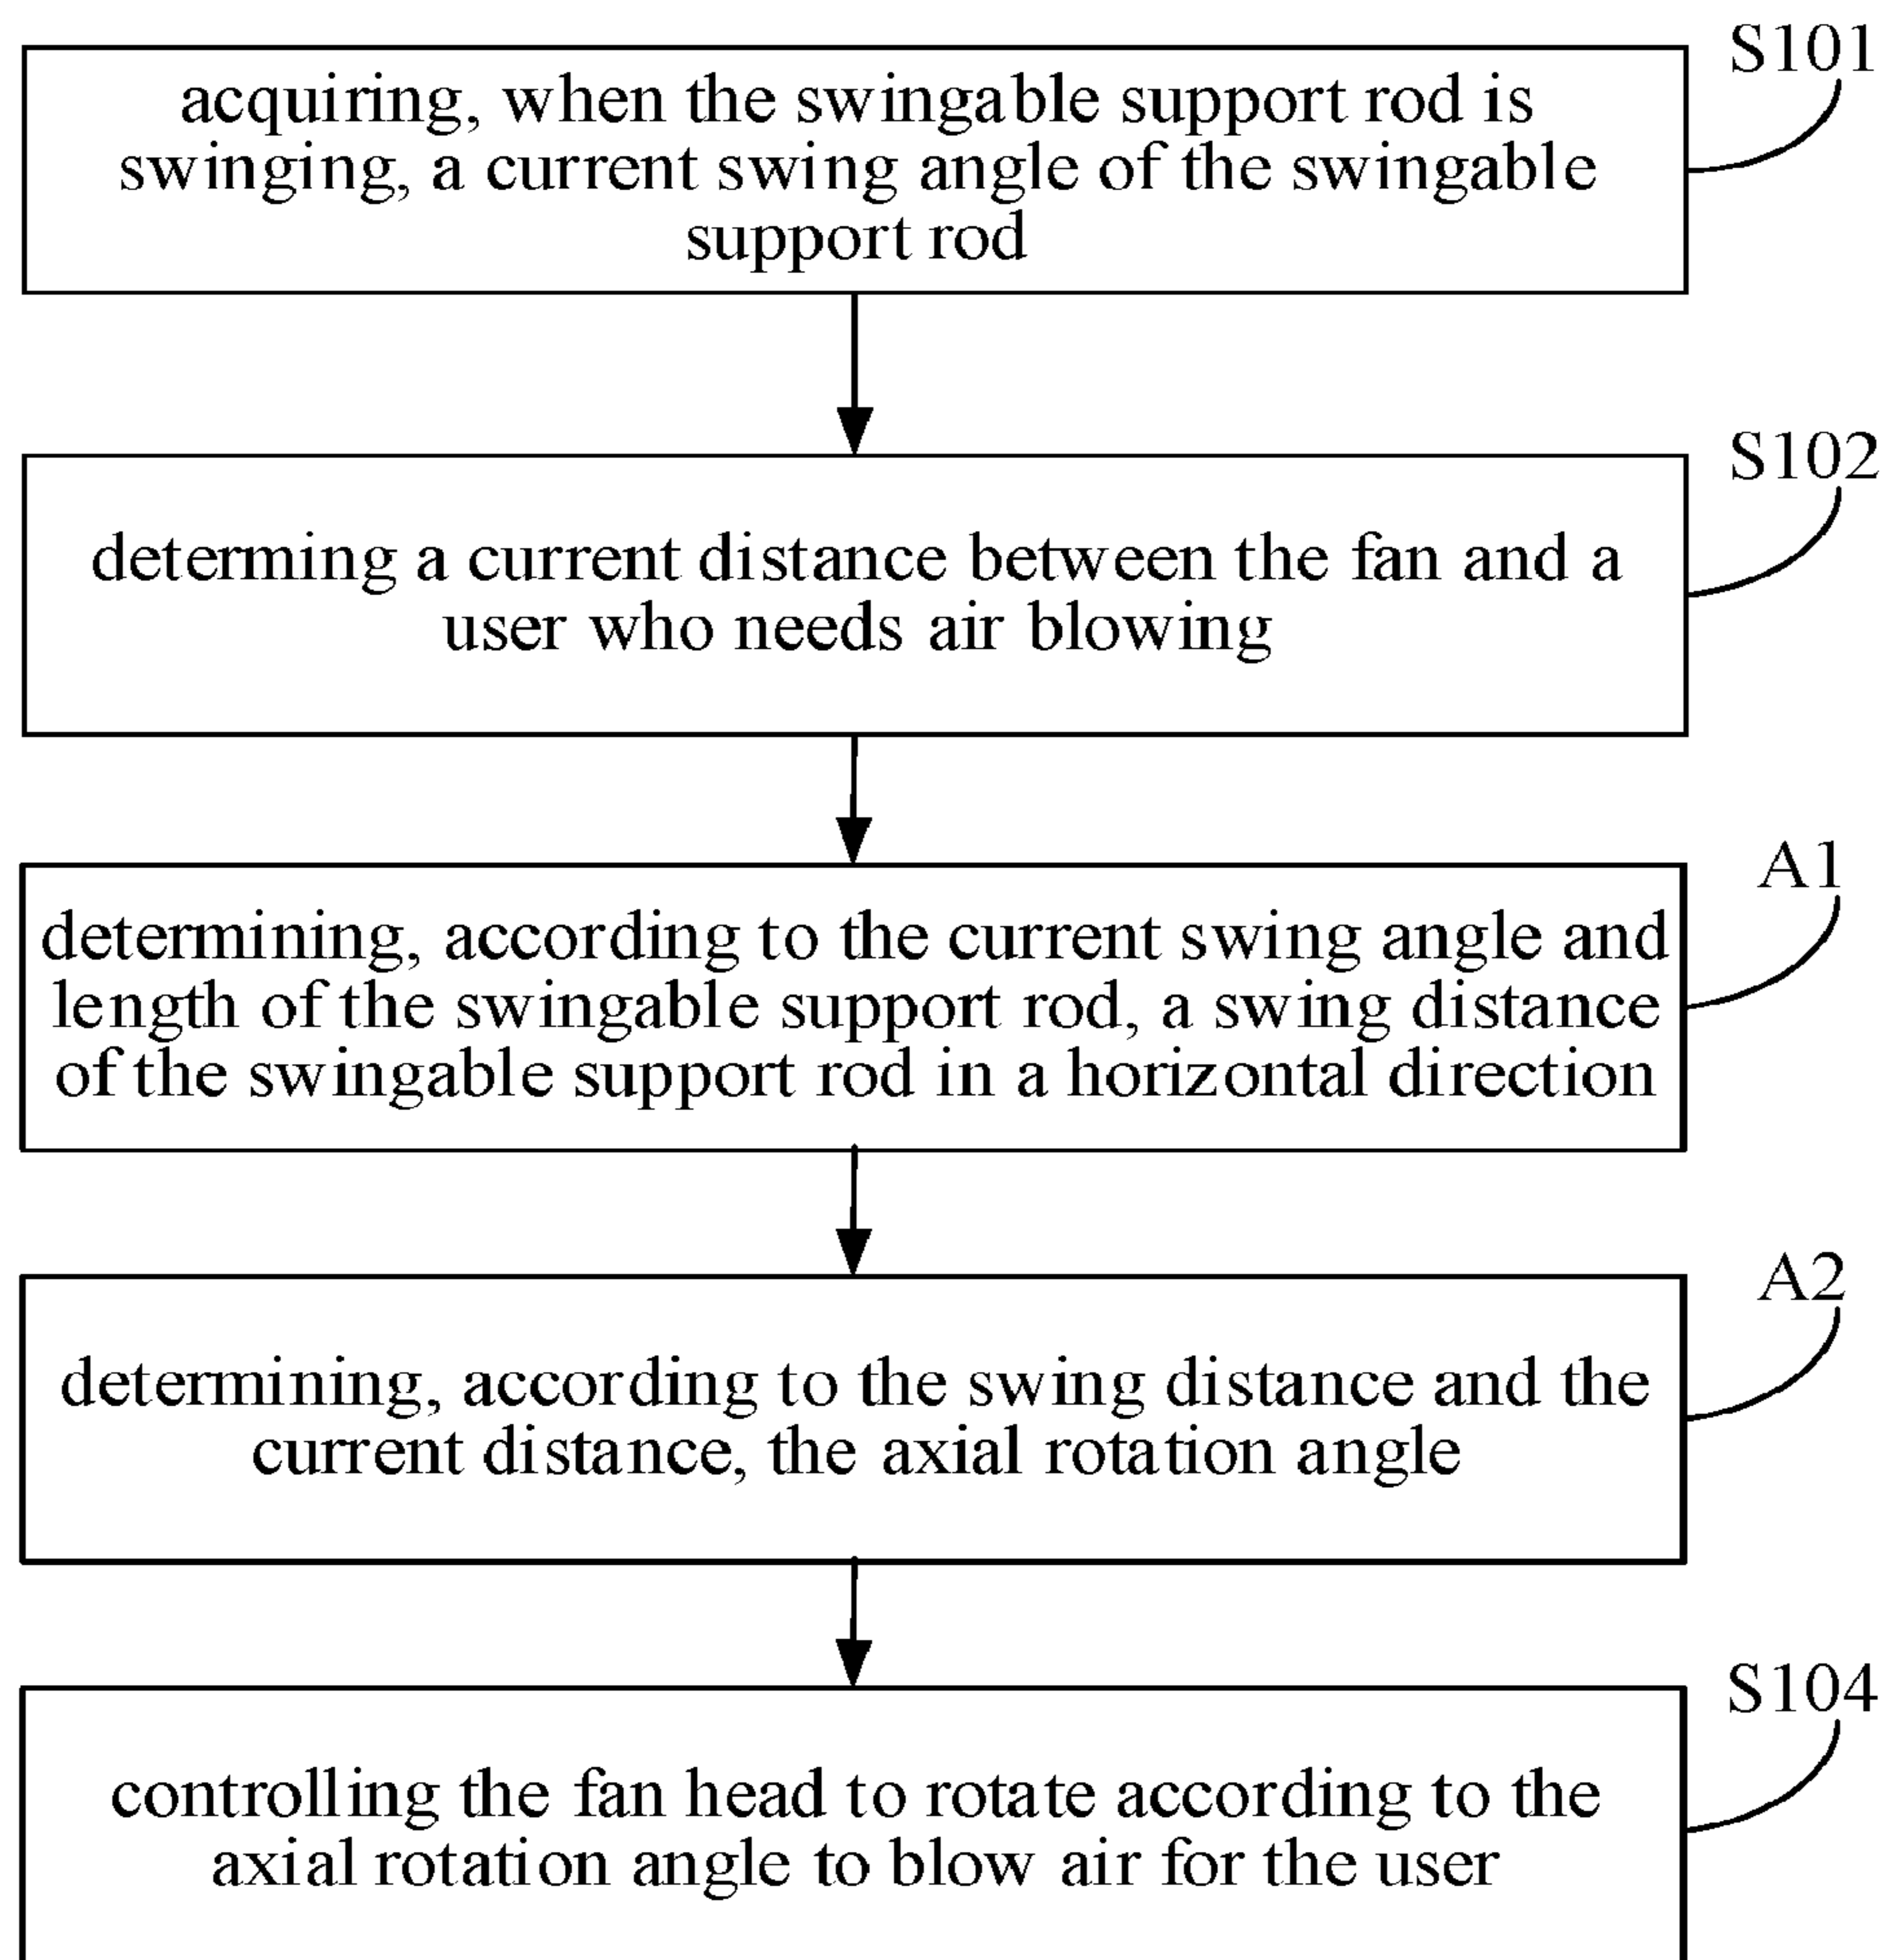 S101
acquiring, when the swingable support rod is
swinging, a current swing angle of the swingable
support rod
S102
determing a current distance between the fan and a
user who needs air blowing
A1
determining, according to the current swing angle and
length of the swingable support rod, a swing distance
of the swingable support rod in a horizontal direction
A2
determining, according to the swing distance and the
current distance, the axial rotation angle
S104
controlling the fan head to rotate according to the
axial rotation angle to blow air for the user